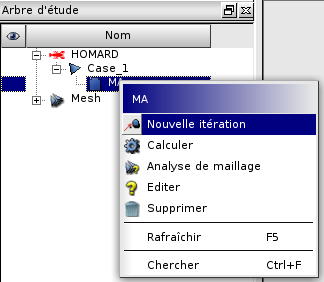 Arbre d'étude
Nom
HOMARD
Case_1
MA
Mesh
MA
Nouvelle itération
Calculer
Analyse de maillage
Editer
Supprimer
Rafraîchir F5
Chercher Ctrl+F